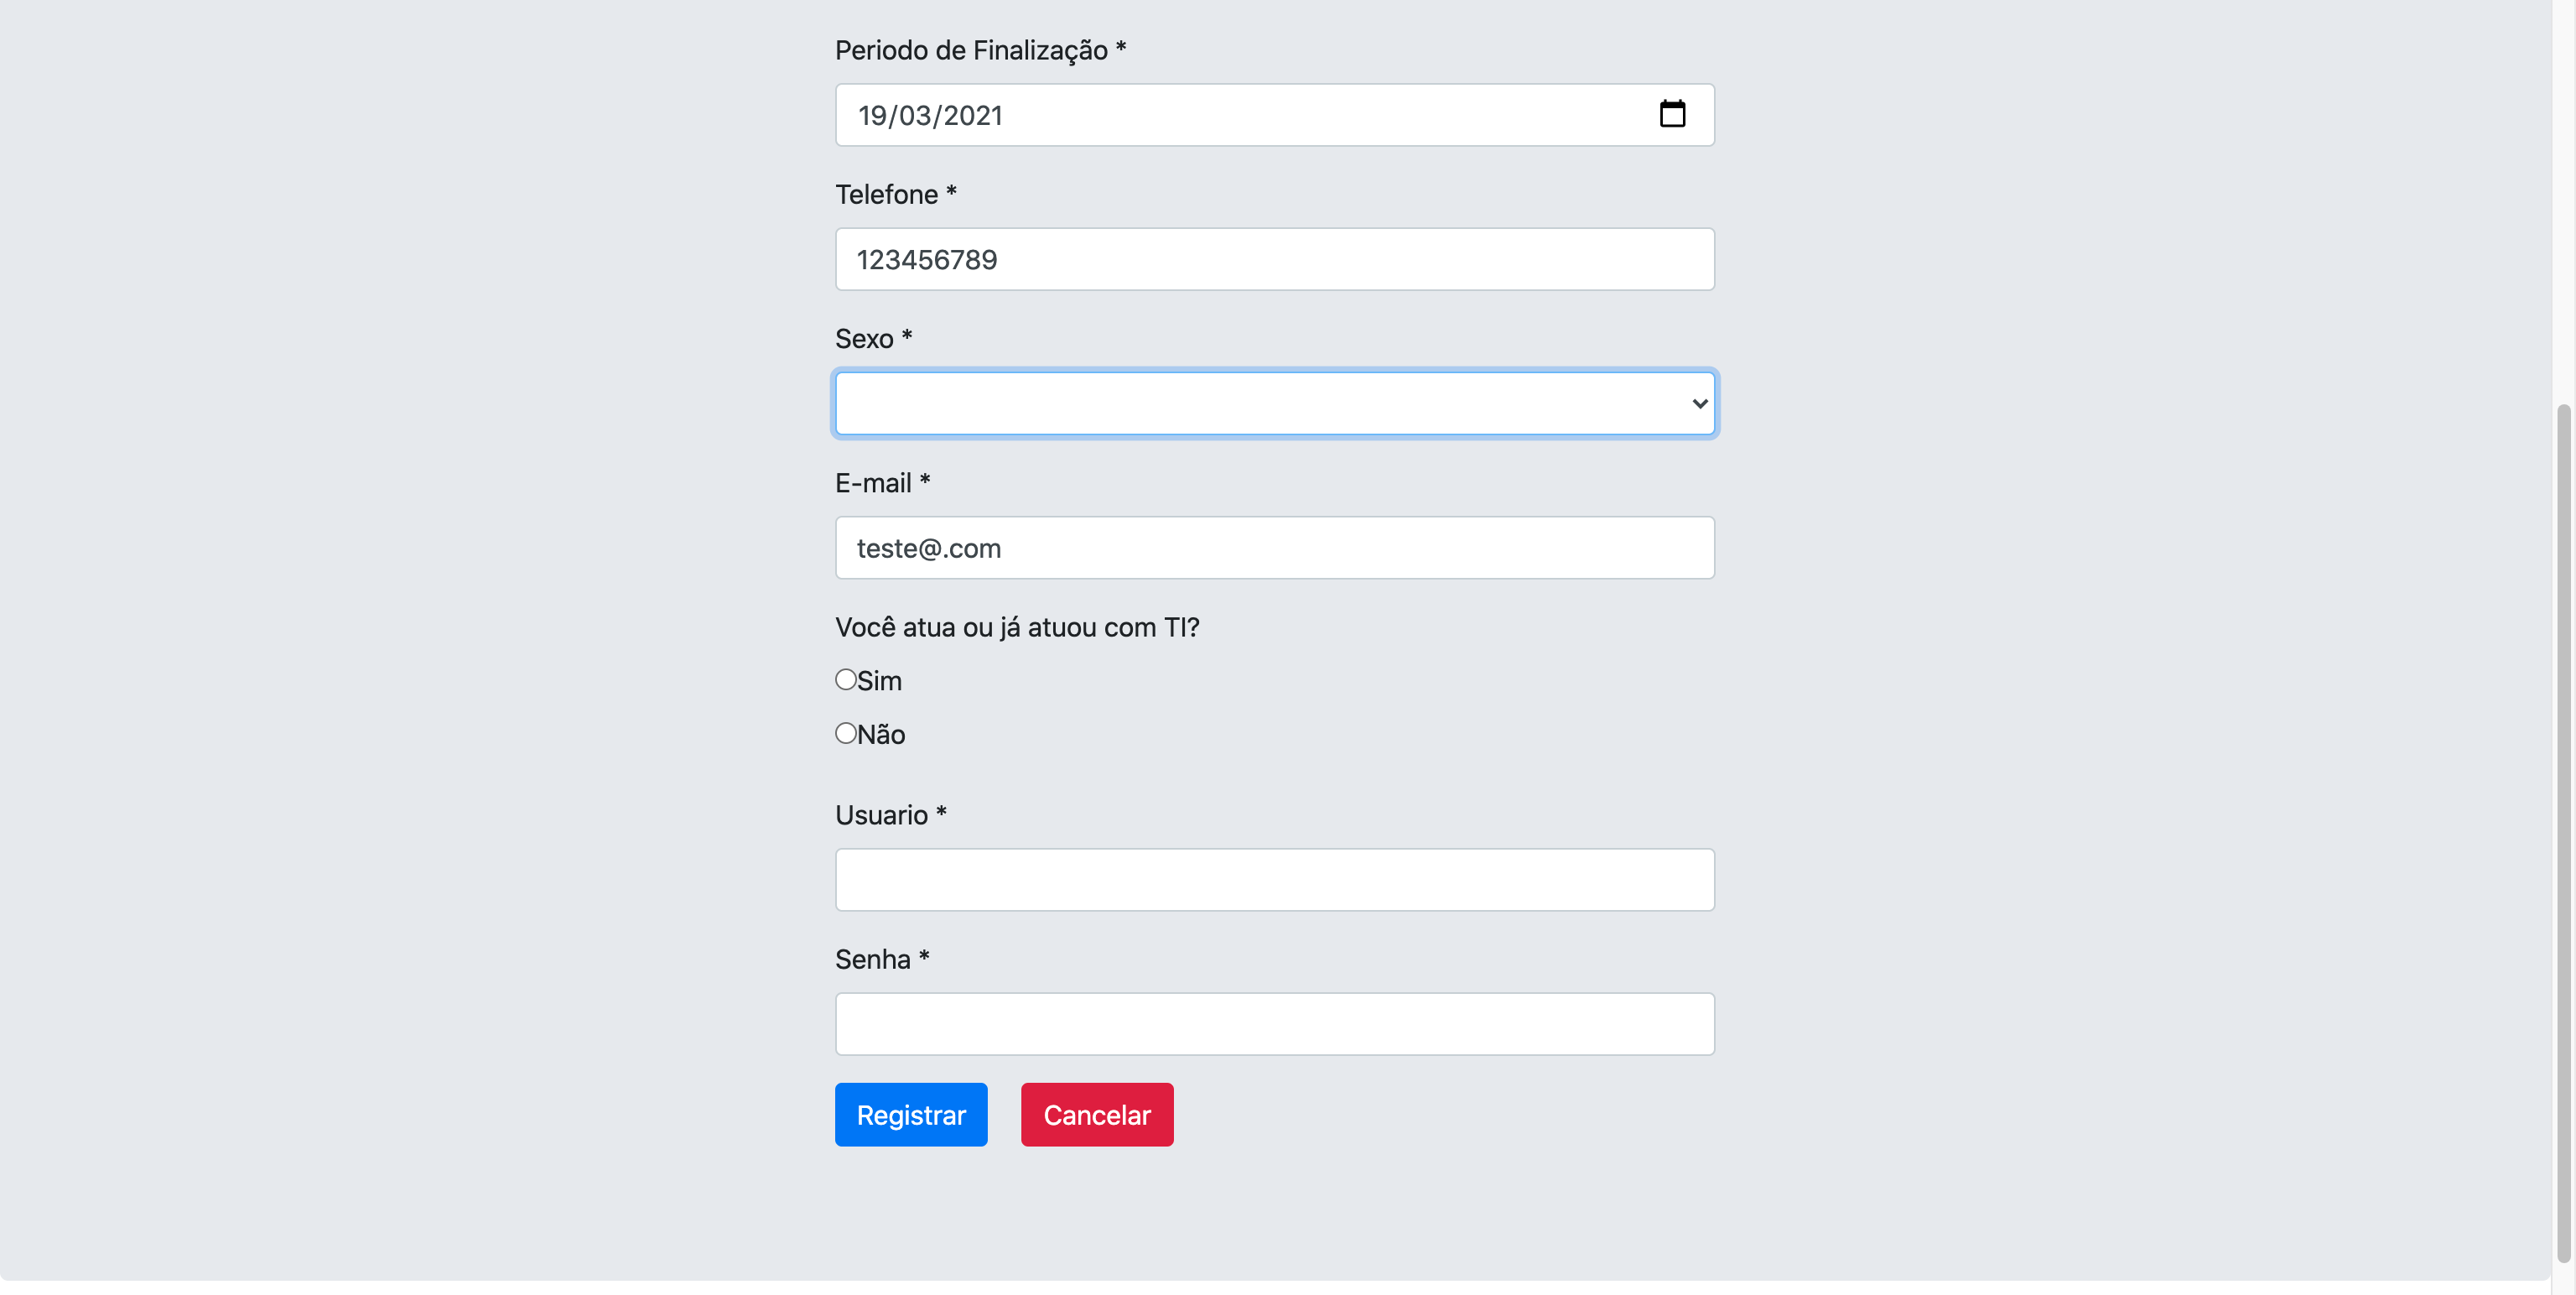 Periodo de Finalização *
19/03/2021
Telefone *
123456789
Sexo *
E-mail *
teste@.com
Você atua ou já atuou com TI?
Sim
Não
Usuario *
Senha *
Registrar Cancelar